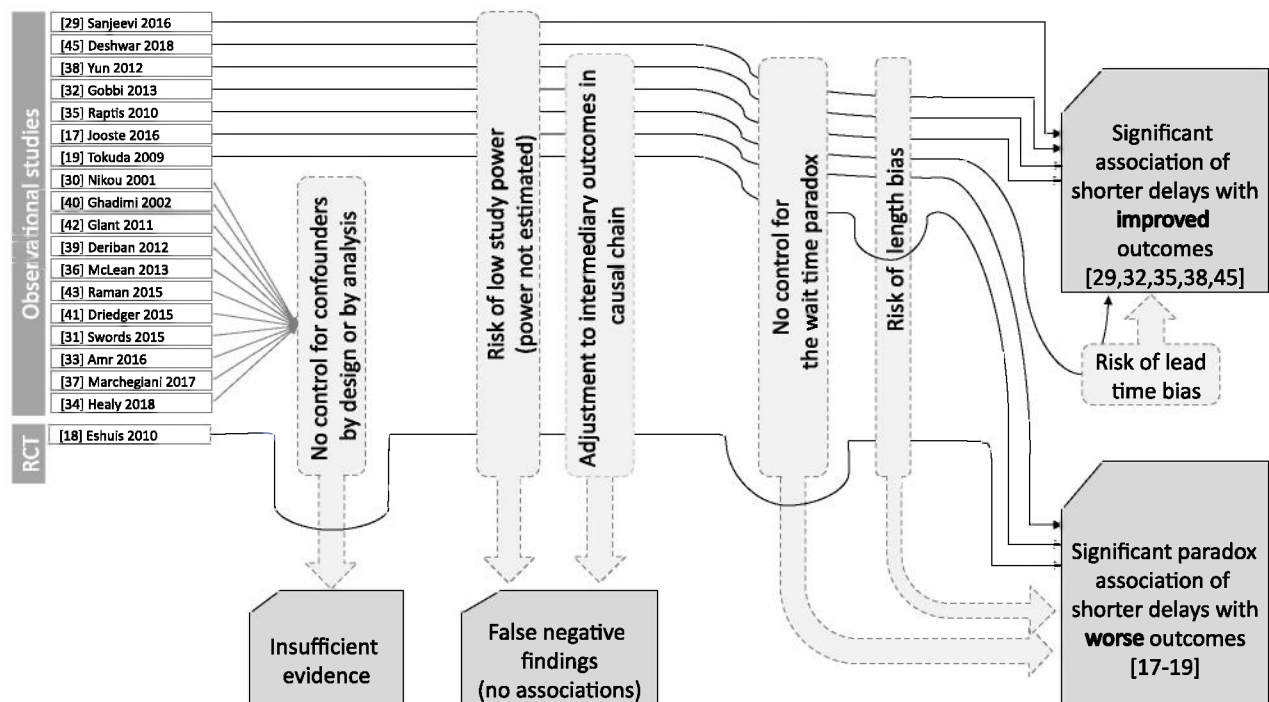 Observational studies
[29] Sanjeevi 2016
[45] Deshwar 2018
[38] Yun 2012
[32] Gobbi 2013
[35] Raptis 2010
[17] Jooste 2016
[19] Tokuda 2009
[30] Nikou 2001
[40] Ghadimi 2002
[42] Glant 2011
[39] Deriban 2012
[36] McLean 2013
[43] Raman 2015
[41] Driedger 2015
[31] Swords 2015
[33] Amr 2016
[37] Marchegiani 2017
[34] Healy 2018
RCT
[18] Eshuis 2010
No control for confounders
by design or by analysis
Risk of low study power
(power not estimated)
Adjustment to intermediary outcomes in
causal chain
No control for
the wait time paradox
Risk of length bias
Significant
association of
shorter delays with
improved
outcomes
[29,32,35,38,45]
Risk of lead
time bias
Insufficient
evidence
False negative
findings
(no associations)
Significant paradox
association of
shorter delays with
worse outcomes
[17-19]